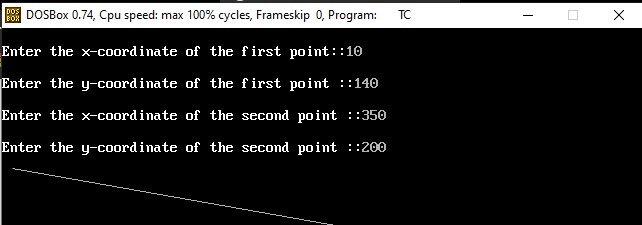 DOS
BOX
DOSBox 0.74, Cpu speed: max 100% cycles, Frameskip 0, Program: TC
Enter the x-coordinate of the first point::10
Enter the y-coordinate of the first point ::140
Enter the x-coordinate of the second point ::350
Enter the y-coordinate of the second point ::200